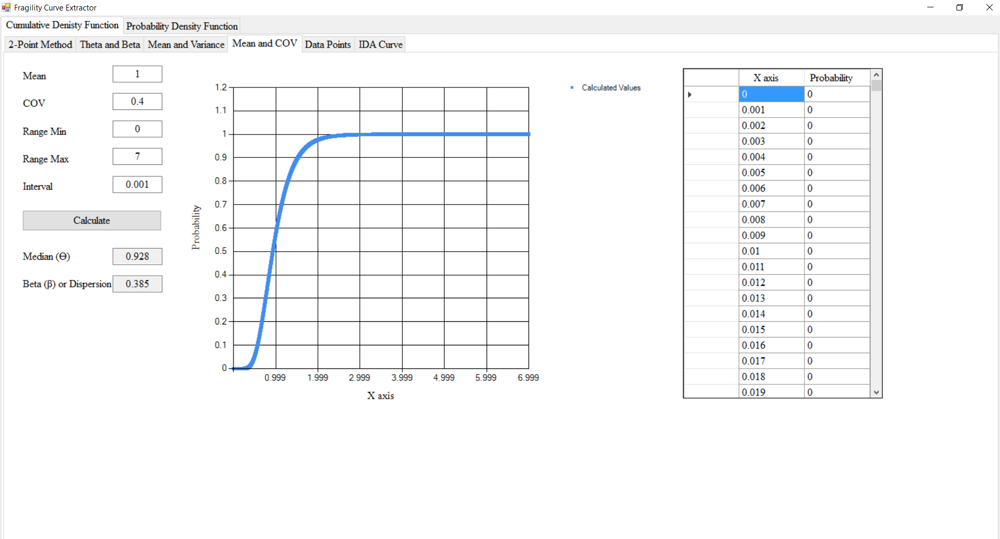 Fragility Curve Extractor
Cumulative Denisty Function Probability Density Function
2-Point Method Theta and Beta Mean and Variance Mean and COV Data Points IDA Curve
Mean 1
COV 0.4
Range Min 0
Range Max 7
Interval 0.001
Calculate
Median (Ө) 0.928
Beta (β) or Dispersion 0.385
Probability
1.2
1.1
1
0.9
0.8
0.7
0.6
0.5
0.4
0.3
0.2
0.1
0
0.999 1.999 2.999 3.999 4.999 5.999 6.999
X axis
Calculated Values
X axis Probability
0 0
0.001 0
0.002 0
0.003 0
0.004 0
0.005 0
0.006 0
0.007 0
0.008 0
0.009 0
0.01 0
0.011 0
0.012 0
0.013 0
0.014 0
0.015 0
0.016 0
0.017 0
0.018 0
0.019 0